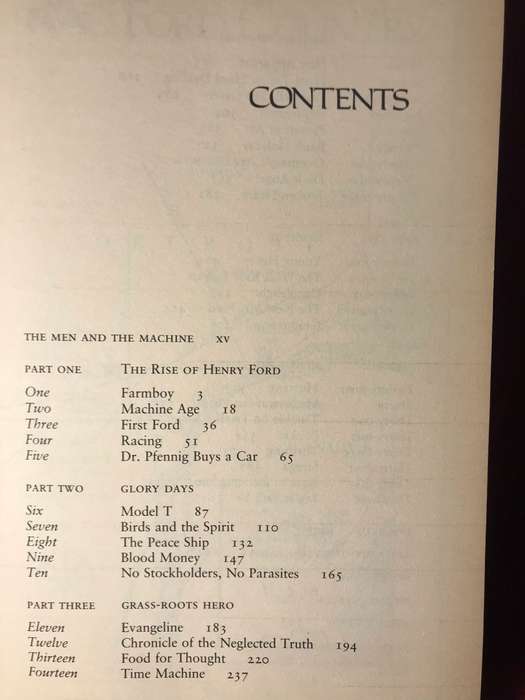 CONTENTS
THE MEN AND THE MACHINE XV
PART ONE THE RISE OF HENRY FORD
One Farmboy 3
Two Machine Age 18
Three First Ford 36
Four Racing 51
Five Dr. Pfennig Buys a Car 65
PART TWO GLORY DAYS
Six Model T 87
Seven Birds and the Spirit 110
Eight The Peace Ship 132
Nine Blood Money 147
Ten No Stockholders, No Parasites 165
PART THREE GRASS-ROOTS HERO
Eleven Evangeline 183
Twelve Chronicle of the Neglected Truth 194
Thirteen Food for Thought 220
Fourteen Time Machine 237